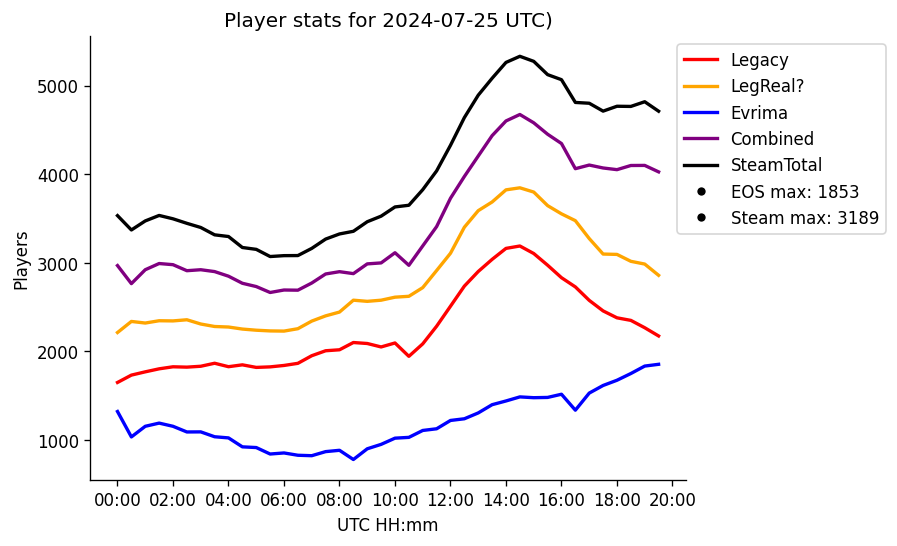 Player stats for 2024-07-25 UTC)
Legacy
LegReal?
Evrima
Combined
SteamTotal
EOS max: 1853
Steam max: 3189
Players
5000
4000
3000
2000
1000
00:00 02:00 04:00 06:00 08:00 10:00 12:00 14:00 16:00 18:00 20:00
UTC HH:mm